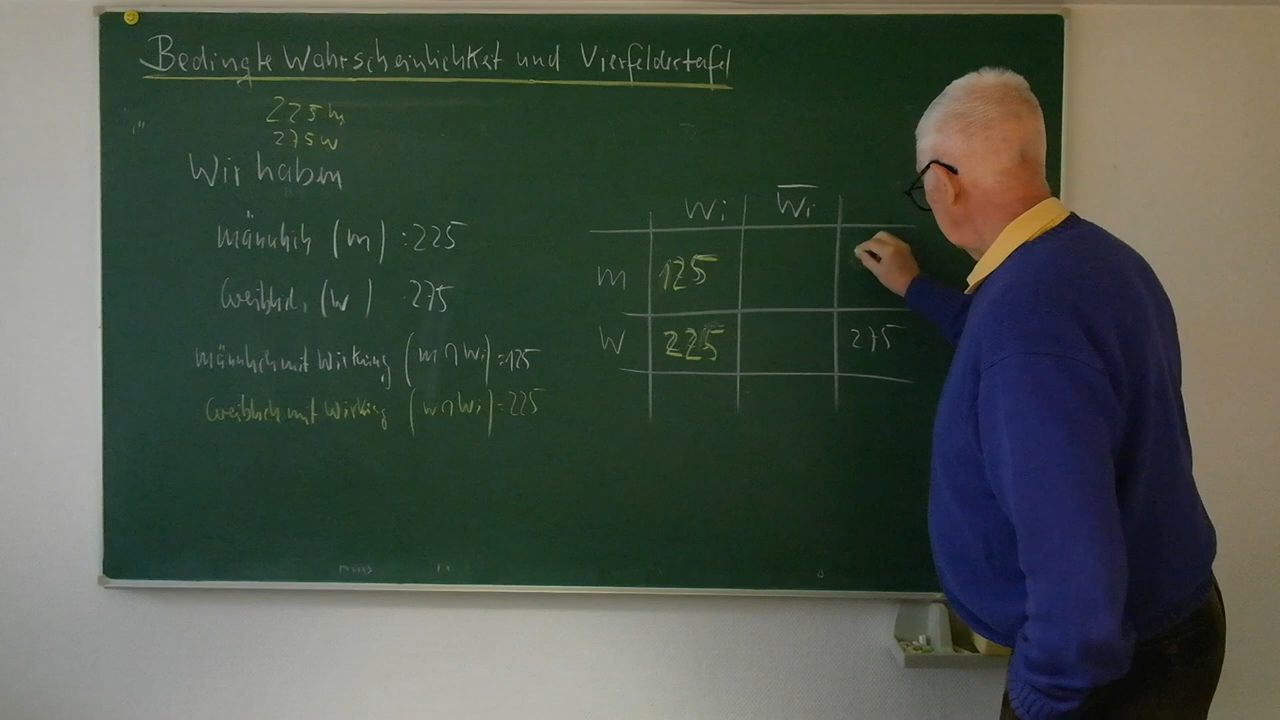 Bedingte Wahrscheinlichkeit und Vierfeldertafel
225 m
275 w
Wir haben
männlich (m) : 225
weiblich (w) 275
männlich mit Wirkung (m ∩ Wi) = 125
weiblich mit Wirkung (w ∩ Wi) = 225
Wi W̅i̅
m 125
W 225 275